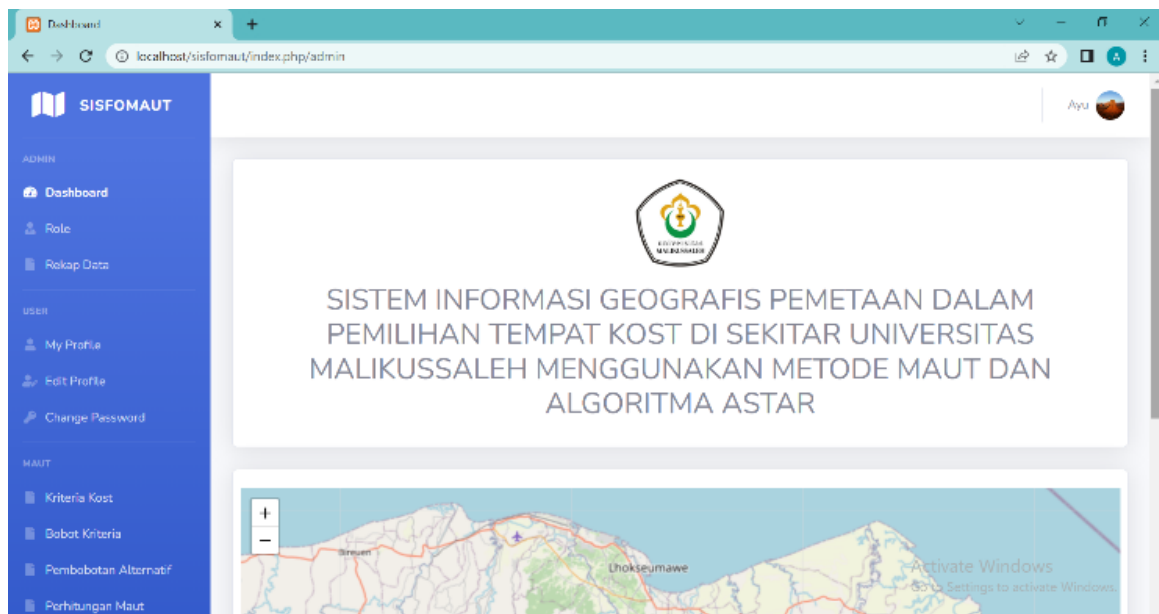 Dashboard
localhost/sisfomaut/index.php/admin
A
SISFOMAUT
Ayu
ADMIN
Dashboard
Role
Rekap Data
USER
My Profile
Edit Profile
Change Password
MAUT
Kriteria Kost
Bobot Kriteria
Pembobotan Alternatif
Perhitungan Maut
MALIKUSSALEH
SISTEM INFORMASI GEOGRAFIS PEMETAAN DALAM
PEMILIHAN TEMPAT KOST DI SEKITAR UNIVERSITAS
MALIKUSSALEH MENGGUNAKAN METODE MAUT DAN
ALGORITMA ASTAR
+
−
Bireuen
Lhokseumawe
Activate Windows
Go to Settings to activate Windows.